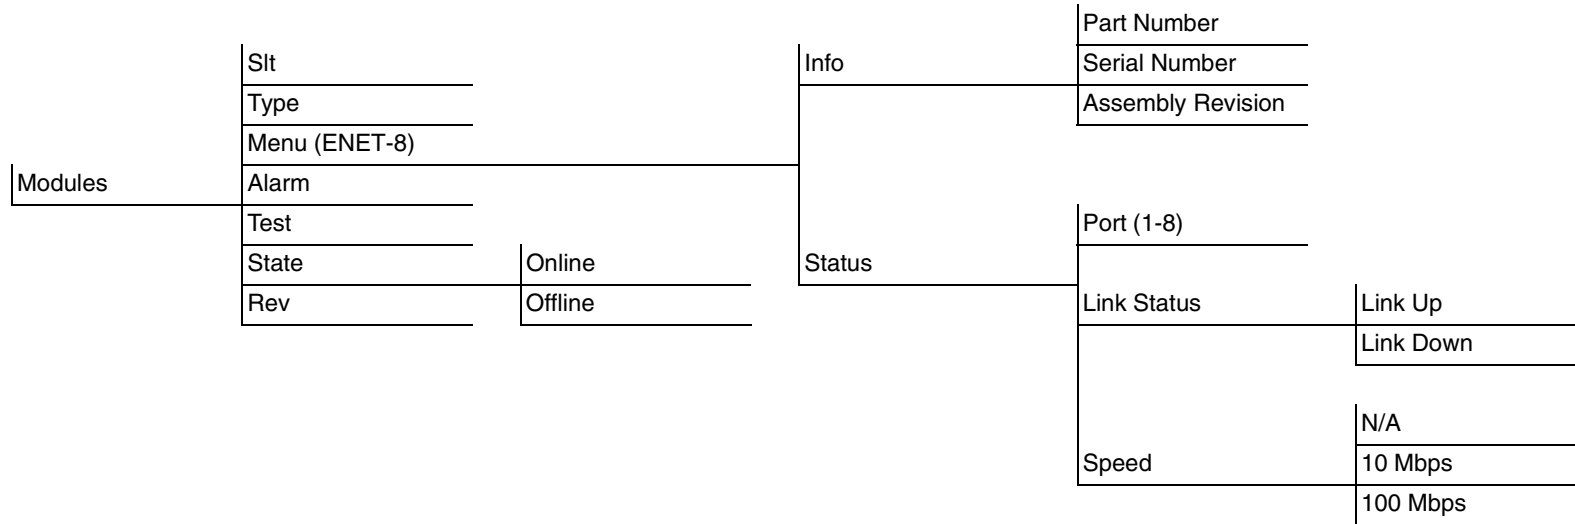 Modules
Slt
Type
Menu (ENET-8)
Alarm
Test
State
Rev
Online
Offline
Info
Status
Part Number
Serial Number
Assembly Revision
Port (1-8)
Link Status
Speed
Link Up
Link Down
N/A
10 Mbps
100 Mbps